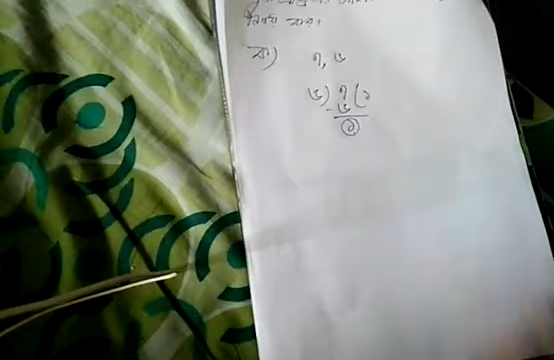 নির্ণয় কর।
ক) ৭, ৬
৬) ৭ (১
- ৬
১